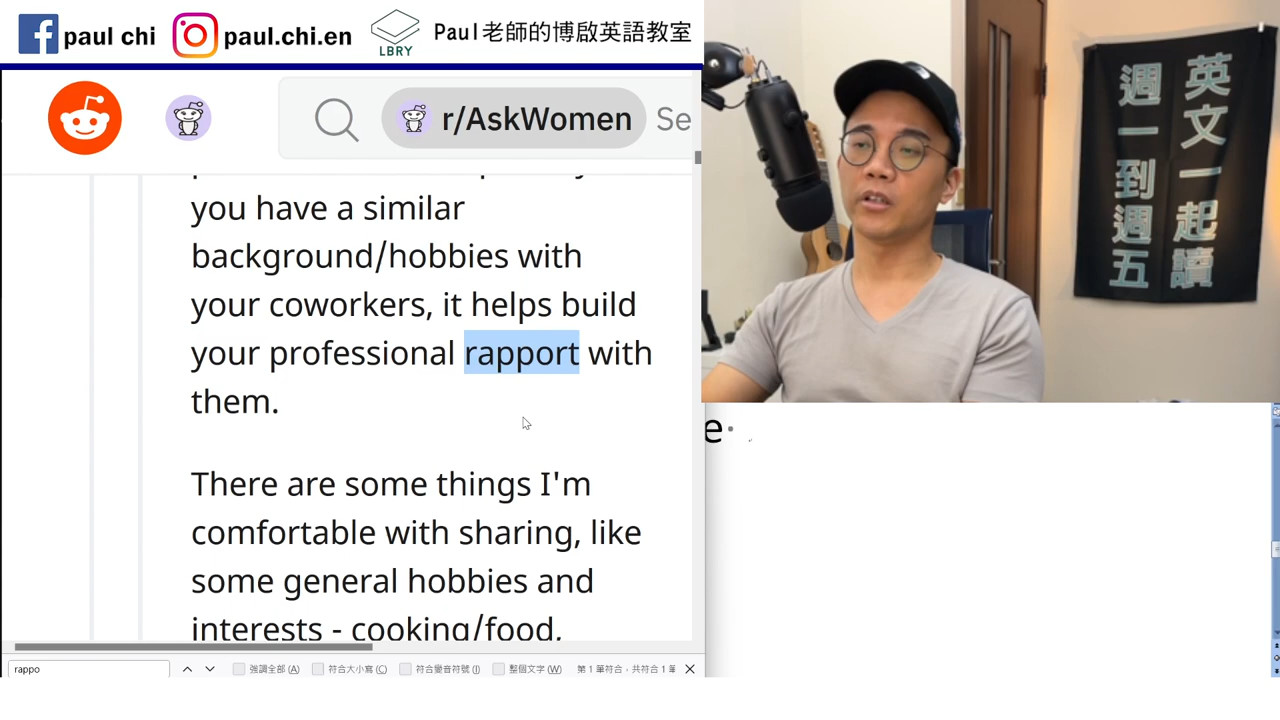 paul chi
paul.chi.en
LBRY
Paul老師的博啟英語教室
r/AskWomen
Se
you have a similar
background/hobbies with
your coworkers, it helps build
your professional rapport with
them.
There are some things I'm
comfortable with sharing, like
some general hobbies and
interests - cooking/food,
rappo
強調全部 (A)
符合大小寫 (C)
符合變音符號 (I)
整個文字 (W)
第 1 筆符合，共符合 1 筆
英文一起讀
週一到週五
e